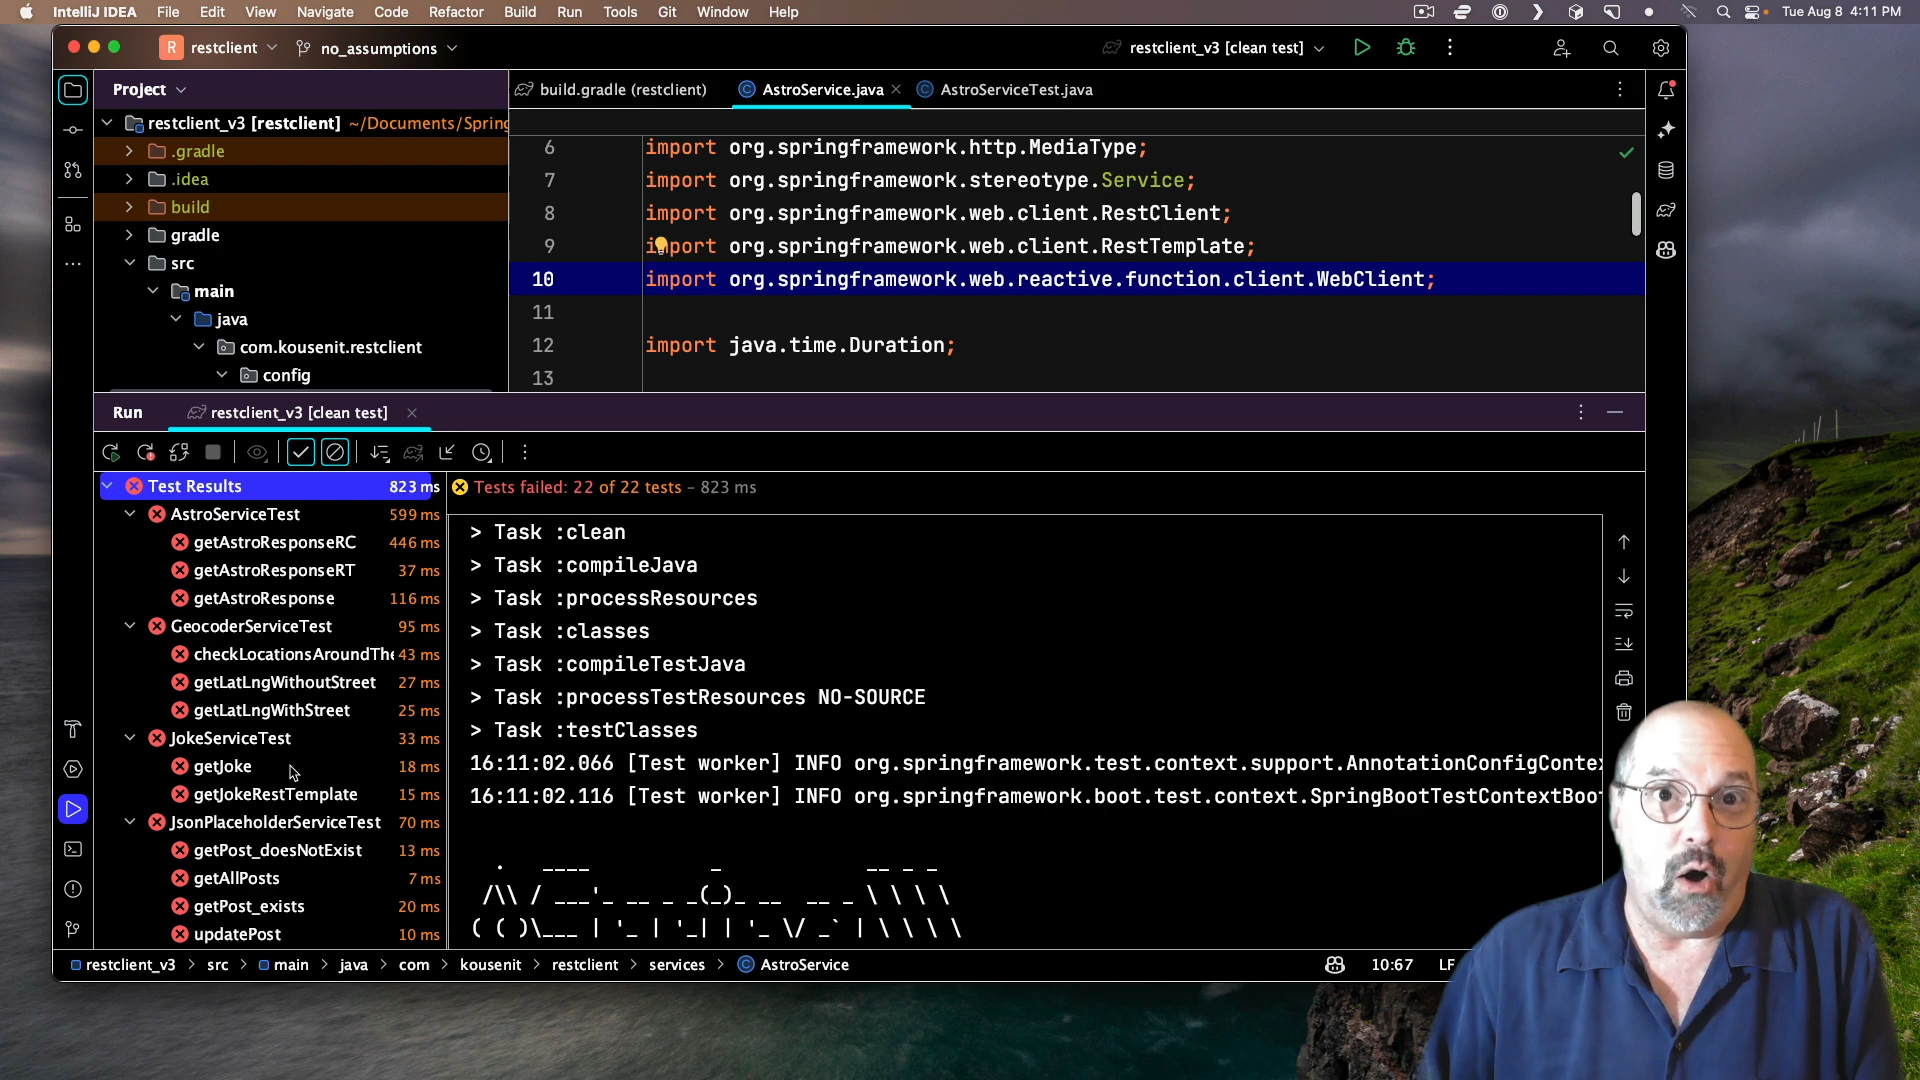 IntelliJ IDEA File Edit View Navigate Code Refactor Build Run Tools Git Window Help Tue Aug 8 4:11 PM
R restclient no_assumptions restclient_v3 [clean test]
Project
build.gradle (restclient) AstroService.java AstroServiceTest.java
restclient_v3 [restclient] ~/Documents/Spring
.gradle
.idea
build
gradle
src
main
java
com.kousenit.restclient
config
6 import org.springframework.http.MediaType;
7 import org.springframework.stereotype.Service;
8 import org.springframework.web.client.RestClient;
9 import org.springframework.web.client.RestTemplate;
10 import org.springframework.web.reactive.function.client.WebClient;
11
12 import java.time.Duration;
13
Run restclient_v3 [clean test]
Test Results 823 ms
AstroServiceTest 599 ms
getAstroResponseRC 446 ms
getAstroResponseRT 37 ms
getAstroResponse 116 ms
GeocoderServiceTest 95 ms
checkLocationsAroundThe 43 ms
getLatLngWithoutStreet 27 ms
getLatLngWithStreet 25 ms
JokeServiceTest 33 ms
getJoke 18 ms
getJokeRestTemplate 15 ms
JsonPlaceholderServiceTest 70 ms
getPost_doesNotExist 13 ms
getAllPosts 7 ms
getPost_exists 20 ms
updatePost 10 ms
Tests failed: 22 of 22 tests – 823 ms
> Task :clean
> Task :compileJava
> Task :processResources
> Task :classes
> Task :compileTestJava
> Task :processTestResources NO-SOURCE
> Task :testClasses
16:11:02.066 [Test worker] INFO org.springframework.test.context.support.AnnotationConfigContex
16:11:02.116 [Test worker] INFO org.springframework.boot.test.context.SpringBootTestContextBoot
restclient_v3 > src > main > java > com > kousenit > restclient > services > AstroService 10:67 LF